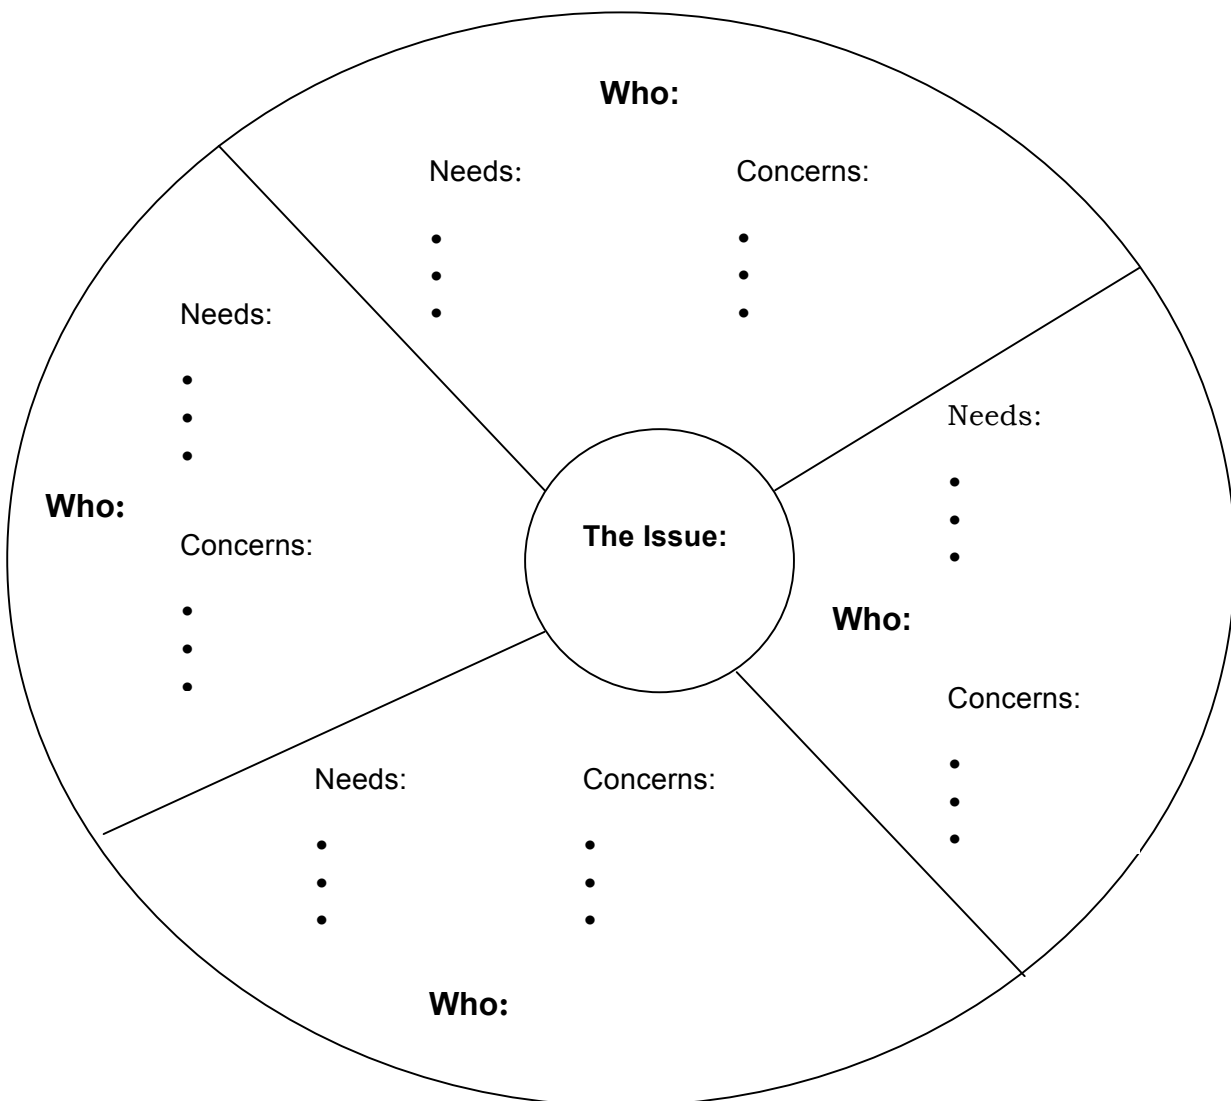 Who:
Needs: Concerns:
• •
• •
• •
Needs:
•
•
•
Who:
Concerns:
•
•
•
The Issue:
Needs:
•
•
•
Who:
Concerns:
•
•
•
Needs: Concerns:
• •
• •
• •
Who: